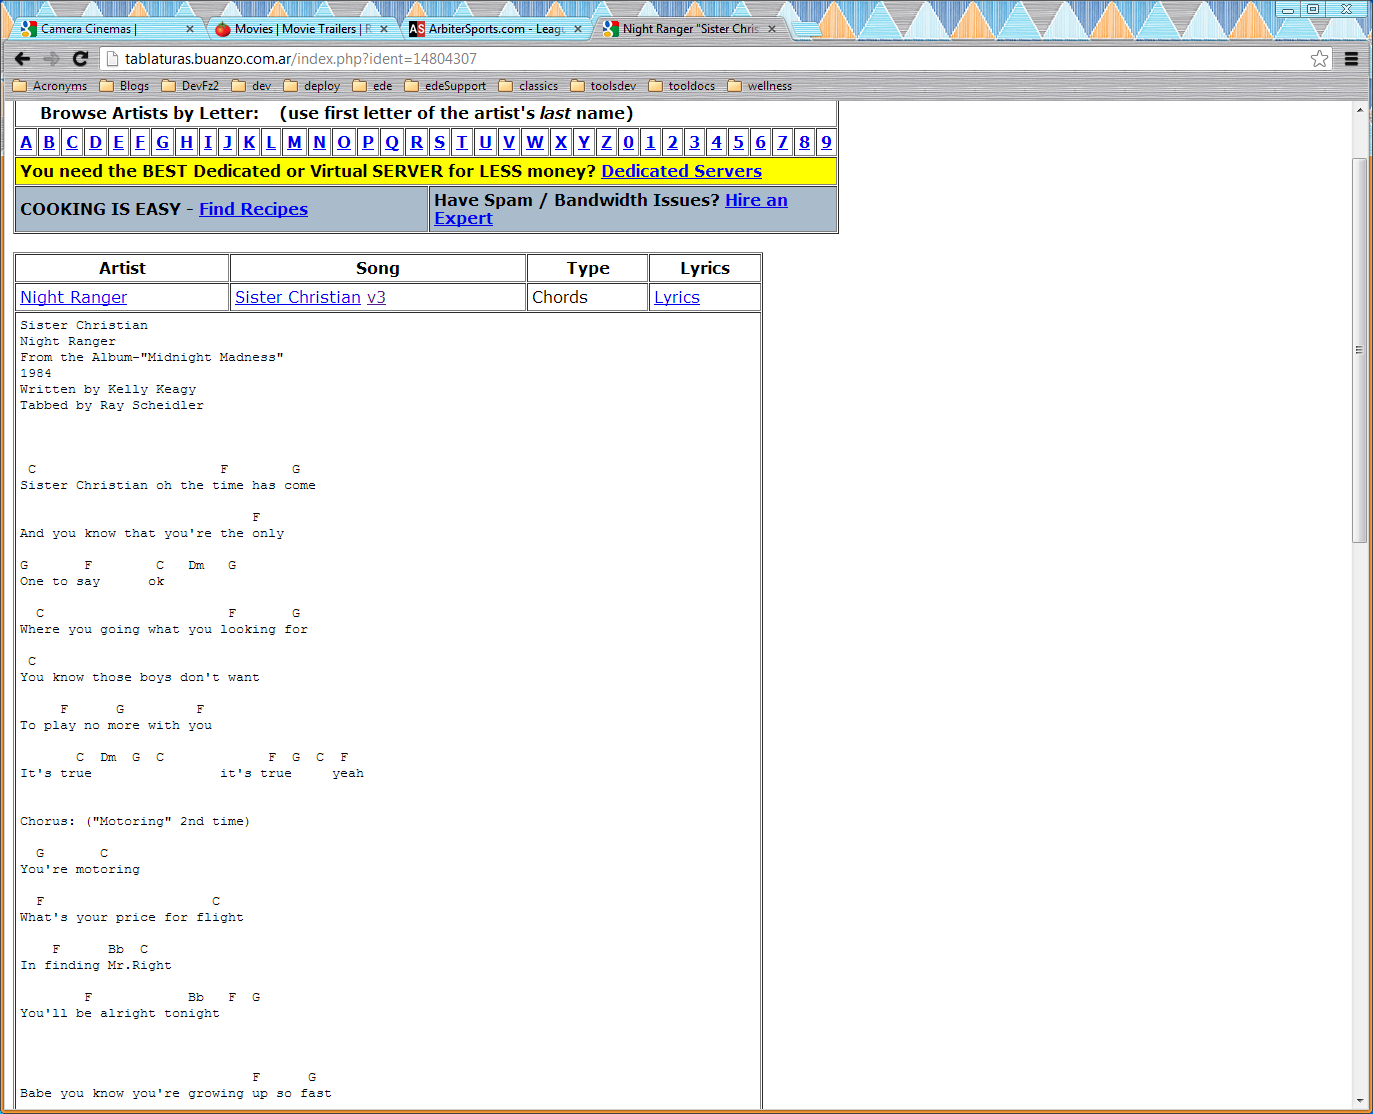 Camera Cinemas |
Movies | Movie Trailers | R
ArbiterSports.com - Leagu
Night Ranger "Sister Chris
tablaturas.buanzo.com.ar/index.php?ident=14804307
Acronyms Blogs DevFz2 dev deploy ede edeSupport classics toolsdev tooldocs wellness
Browse Artists by Letter: (use first letter of the artist's last name)
A B C D E F G H I J K L M N O P Q R S T U V W X Y Z 0 1 2 3 4 5 6 7 8 9
You need the BEST Dedicated or Virtual SERVER for LESS money? Dedicated Servers
COOKING IS EASY - Find Recipes
Have Spam / Bandwidth Issues? Hire an
Expert
Artist Song Type Lyrics
Night Ranger Sister Christian v3 Chords Lyrics
Sister Christian
Night Ranger
From the Album-"Midnight Madness"
1984
Written by Kelly Keagy
Tabbed by Ray Scheidler
C F G
Sister Christian oh the time has come
F
And you know that you're the only
G F C Dm G
One to say ok
C F G
Where you going what you looking for
C
You know those boys don't want
F G F
To play no more with you
C Dm G C F G C F
It's true it's true yeah
Chorus: ("Motoring" 2nd time)
G C
You're motoring
F C
What's your price for flight
F Bb C
In finding Mr.Right
F Bb F G
You'll be alright tonight
F G
Babe you know you're growing up so fast